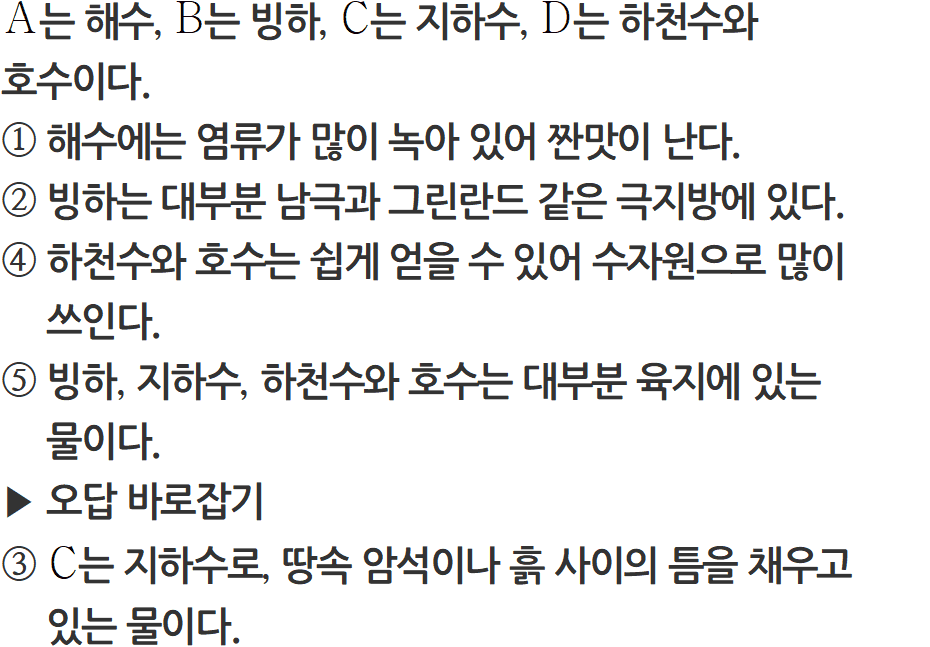 A는 해수, B는 빙하, C는 지하수, D는 하천수와
호수이다.
① 해수에는 염류가 많이 녹아 있어 짠맛이 난다.
② 빙하는 대부분 남극과 그린란드 같은 극지방에 있다.
④ 하천수와 호수는 쉽게 얻을 수 있어 수자원으로 많이
쓰인다.
⑤ 빙하, 지하수, 하천수와 호수는 대부분 육지에 있는
물이다.
▶ 오답 바로잡기
③ C는 지하수로, 땅속 암석이나 흙 사이의 틈을 채우고
있는 물이다.